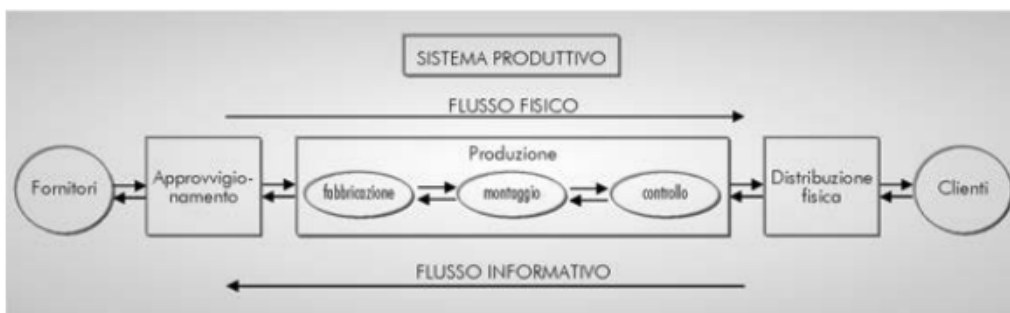 SISTEMA PRODUTTIVO
FLUSSO FISICO
Fornitori
Approvvigio-
namento
Produzione
fabbricazione
montaggio
controllo
Distribuzione
fisica
Clienti
FLUSSO INFORMATIVO